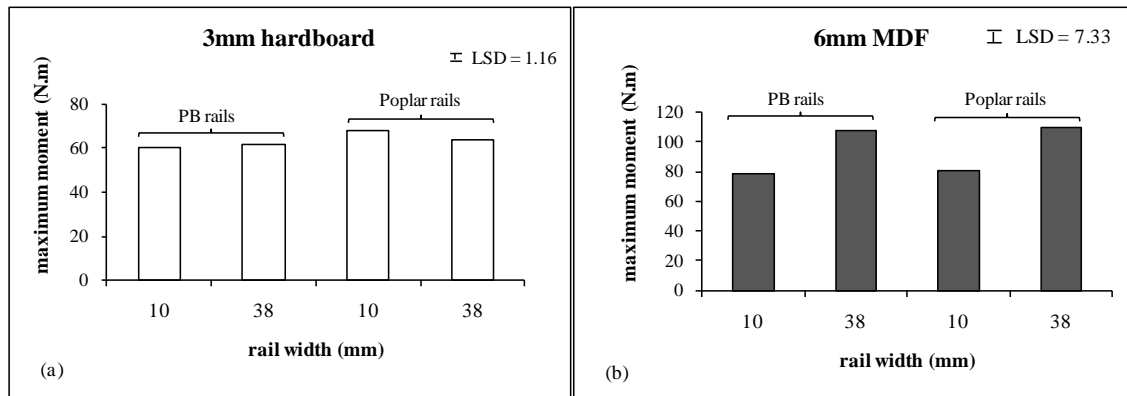 3mm hardboard
LSD = 1.16
maximum moment (N.m)
80
60
40
20
0
PB rails
Poplar rails
10 38 10 38
rail width (mm)
(a)
6mm MDF
LSD = 7.33
maximum moment (N.m)
120
100
80
60
40
20
0
PB rails
Poplar rails
10 38 10 38
rail width (mm)
(b)